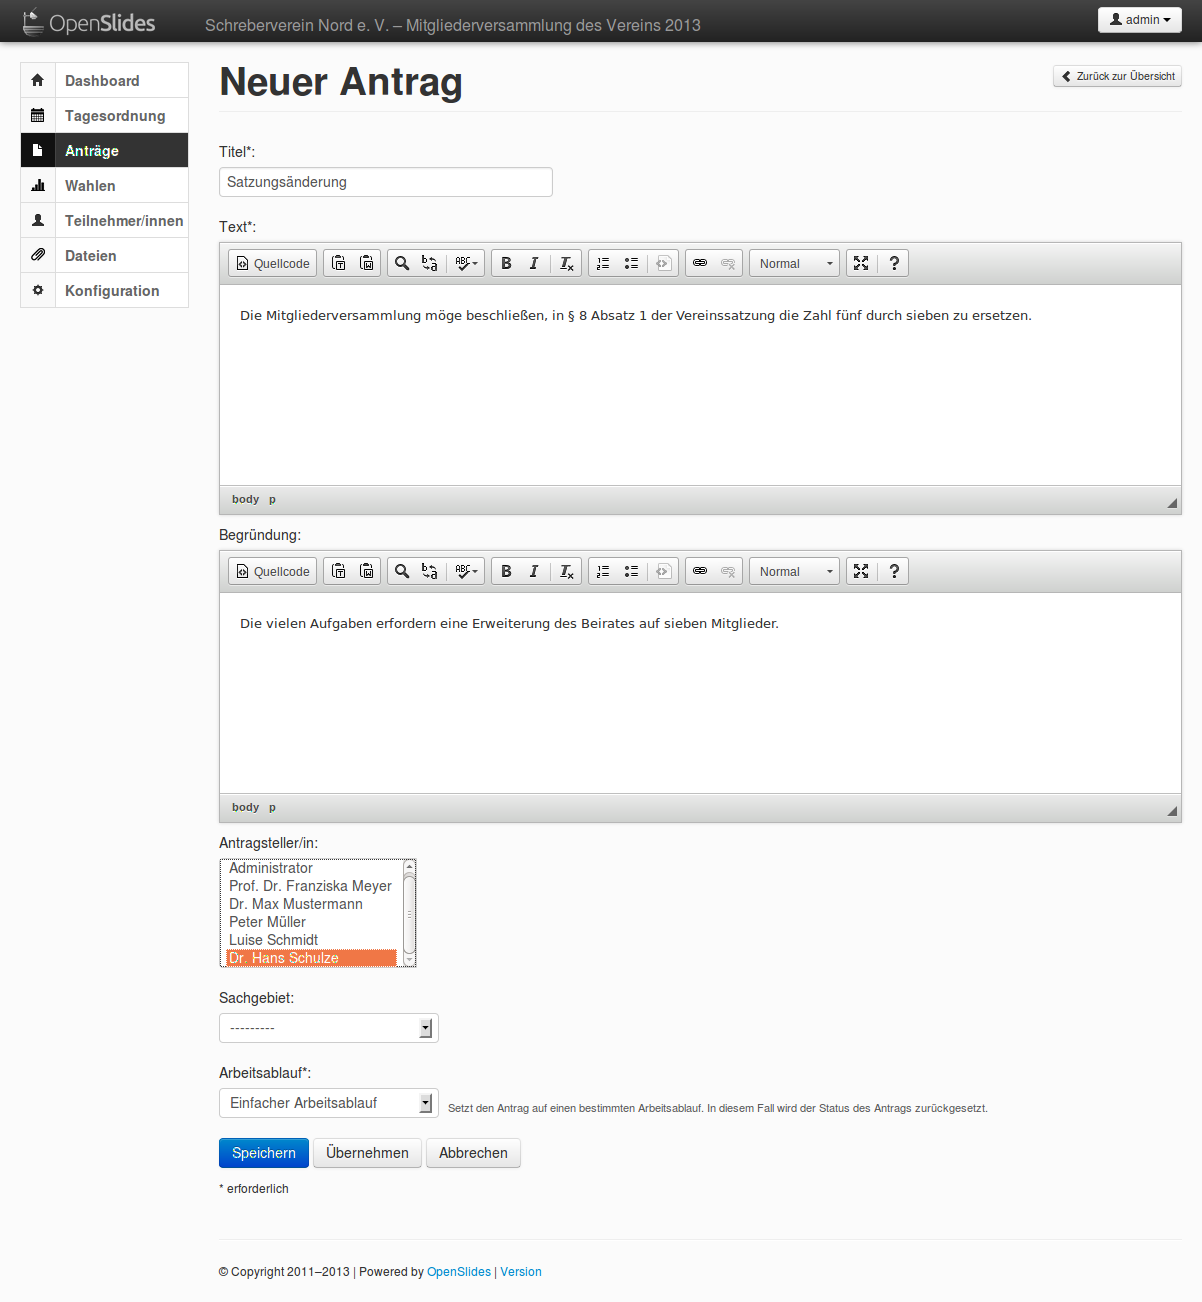 OpenSlides
Schreberverein Nord e. V. – Mitgliederversammlung des Vereins 2013
admin
Dashboard
Tagesordnung
Anträge
Wahlen
Teilnehmer/innen
Dateien
Konfiguration
Neuer Antrag
Zurück zur Übersicht
Titel*:
Satzungsänderung
Text*:
Quellcode
Normal
Die Mitgliederversammlung möge beschließen, in § 8 Absatz 1 der Vereinssatzung die Zahl fünf durch sieben zu ersetzen.
body p
Begründung:
Quellcode
Normal
Die vielen Aufgaben erfordern eine Erweiterung des Beirates auf sieben Mitglieder.
body p
Antragsteller/in:
Administrator
Prof. Dr. Franziska Meyer
Dr. Max Mustermann
Peter Müller
Luise Schmidt
Dr. Hans Schulze
Sachgebiet:
---------
Arbeitsablauf*:
Einfacher Arbeitsablauf
Setzt den Antrag auf einen bestimmten Arbeitsablauf. In diesem Fall wird der Status des Antrags zurückgesetzt.
Speichern Übernehmen Abbrechen
* erforderlich
© Copyright 2011–2013 | Powered by OpenSlides | Version